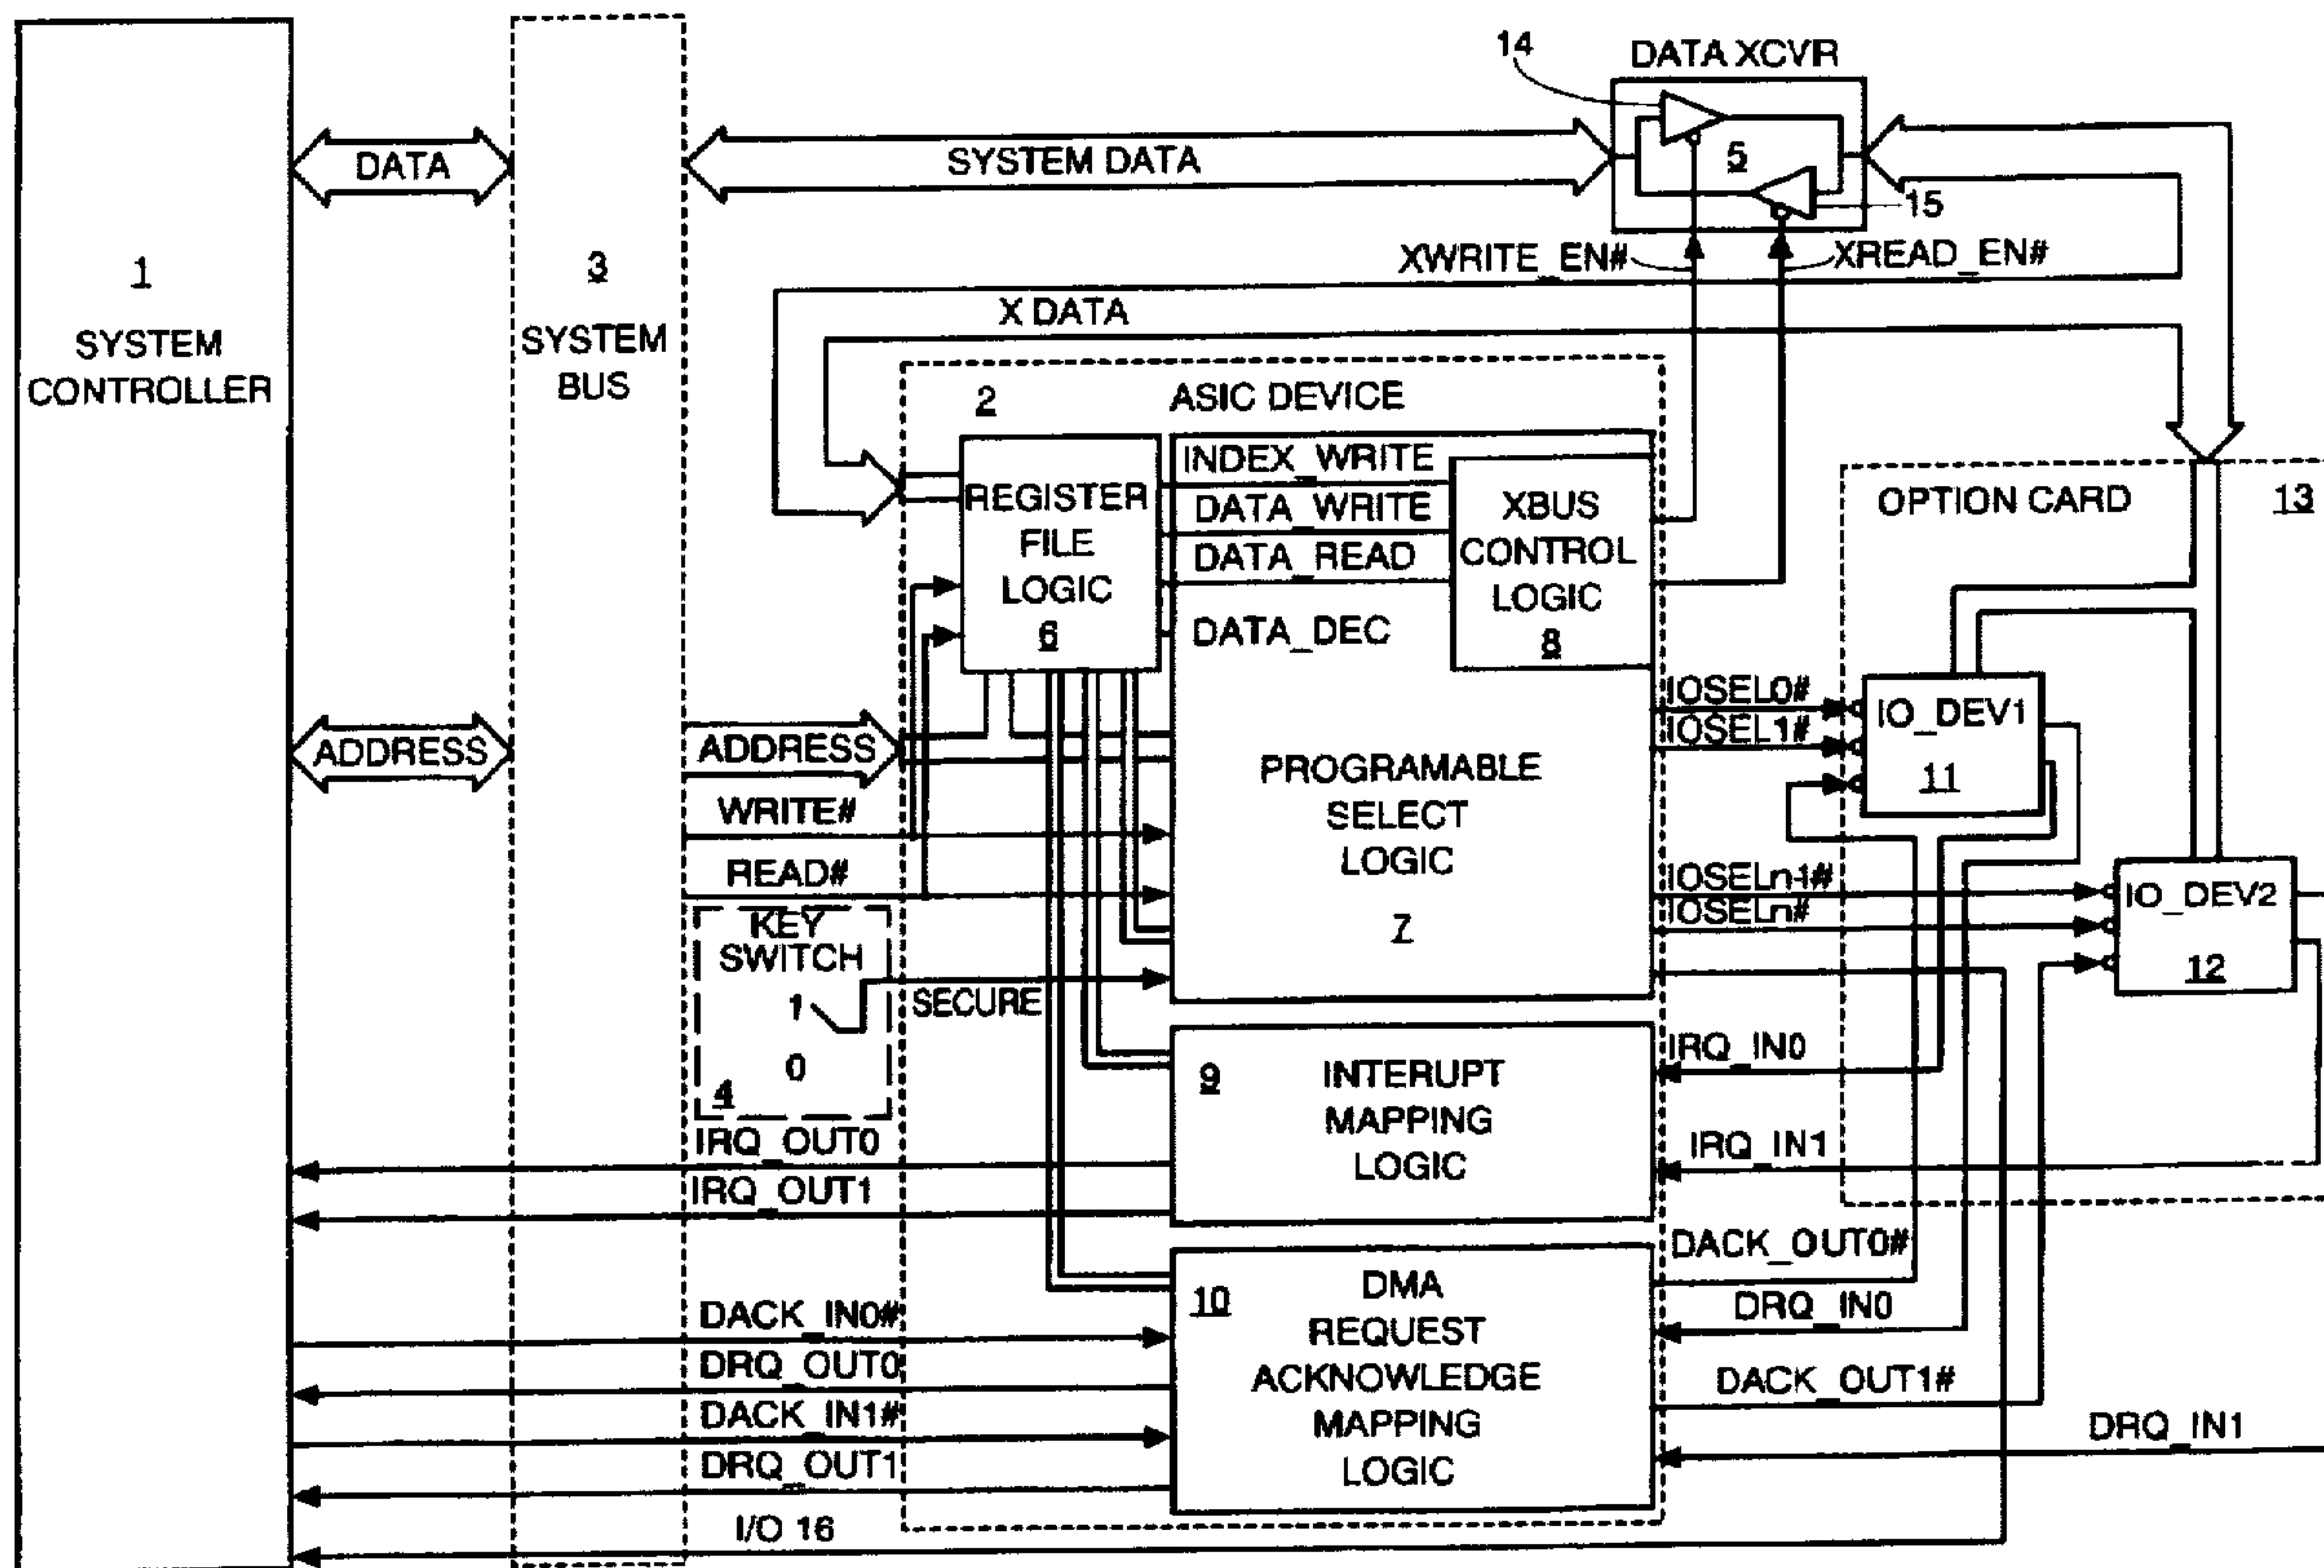 14
DATA XCVR
DATA
SYSTEM DATA
5
15
1
SYSTEM
CONTROLLER
3
SYSTEM
BUS
XWRITE_EN#
XREAD_EN#
X DATA
2
ASIC DEVICE
REGISTER
FILE
LOGIC
6
INDEX_WRITE
DATA_WRITE
DATA_READ
DATA_DEC
XBUS
CONTROL
LOGIC
8
OPTION CARD
13
ADDRESS
ADDRESS
WRITE#
READ#
PROGRAMABLE
SELECT
LOGIC
7
IOSEL0#
IOSEL1#
IO_DEV1
11
IOSELn-1#
IOSELn#
IO_DEV2
12
KEY
SWITCH
1
0
4
SECURE
IRQ_OUT0
IRQ_OUT1
9
INTERUPT
MAPPING
LOGIC
IRQ_IN0
IRQ_IN1
DACK_IN0#
DRQ_OUT0
DACK_IN1#
DRQ_OUT1
I/O 16
10
DMA
REQUEST
ACKNOWLEDGE
MAPPING
LOGIC
DACK_OUT0#
DRQ_IN0
DACK_OUT1#
DRQ_IN1